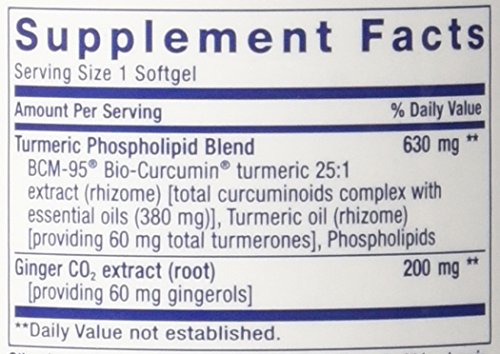 Supplement Facts
Serving Size 1 Softgel
Amount Per Serving % Daily Value
Turmeric Phospholipid Blend 630 mg **
BCM-95® Bio-Curcumin® turmeric 25:1
extract (rhizome) [total curcuminoids complex with
essential oils (380 mg)], Turmeric oil (rhizome)
[providing 60 mg total turmerones], Phospholipids
Ginger CO₂ extract (root) 200 mg **
[providing 60 mg gingerols]
**Daily Value not established.